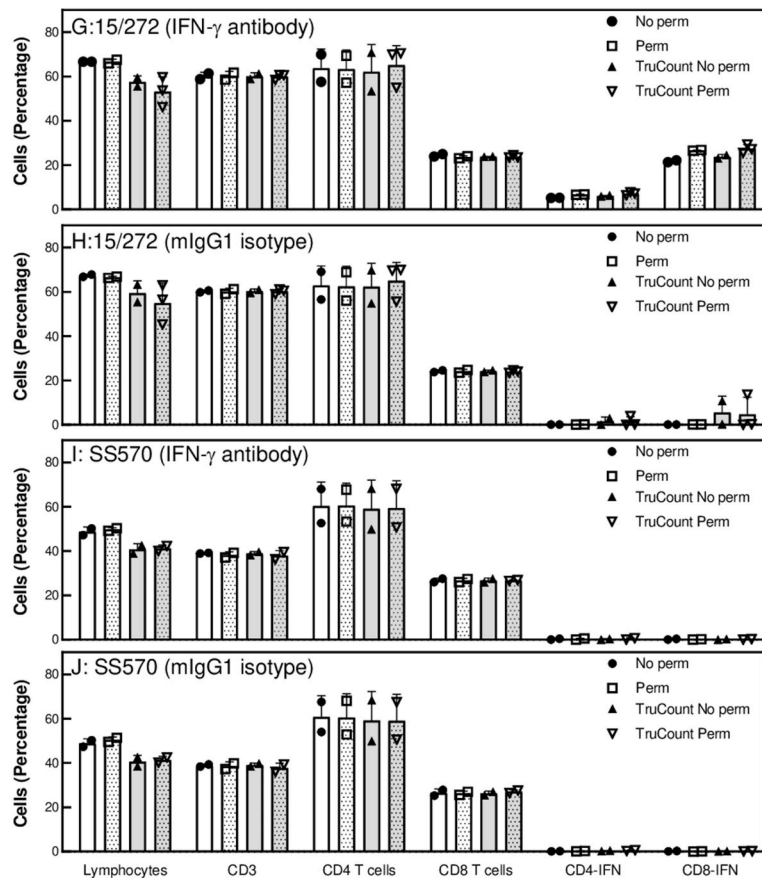 G:15/272 (IFN-γ antibody)
No perm
Perm
TruCount No perm
TruCount Perm
Cells (Percentage)
80
60
40
20
0
H:15/272 (mIgG1 isotype)
No perm
Perm
TruCount No perm
TruCount Perm
Cells (Percentage)
80
60
40
20
0
I: SS570 (IFN-γ antibody)
No perm
Perm
TruCount No perm
TruCount Perm
Cells (Percentage)
80
60
40
20
0
J: SS570 (mIgG1 isotype)
No perm
Perm
TruCount No perm
TruCount Perm
Cells (Percentage)
80
60
40
20
0
Lymphocytes CD3 CD4 T cells CD8 T cells CD4-IFN CD8-IFN